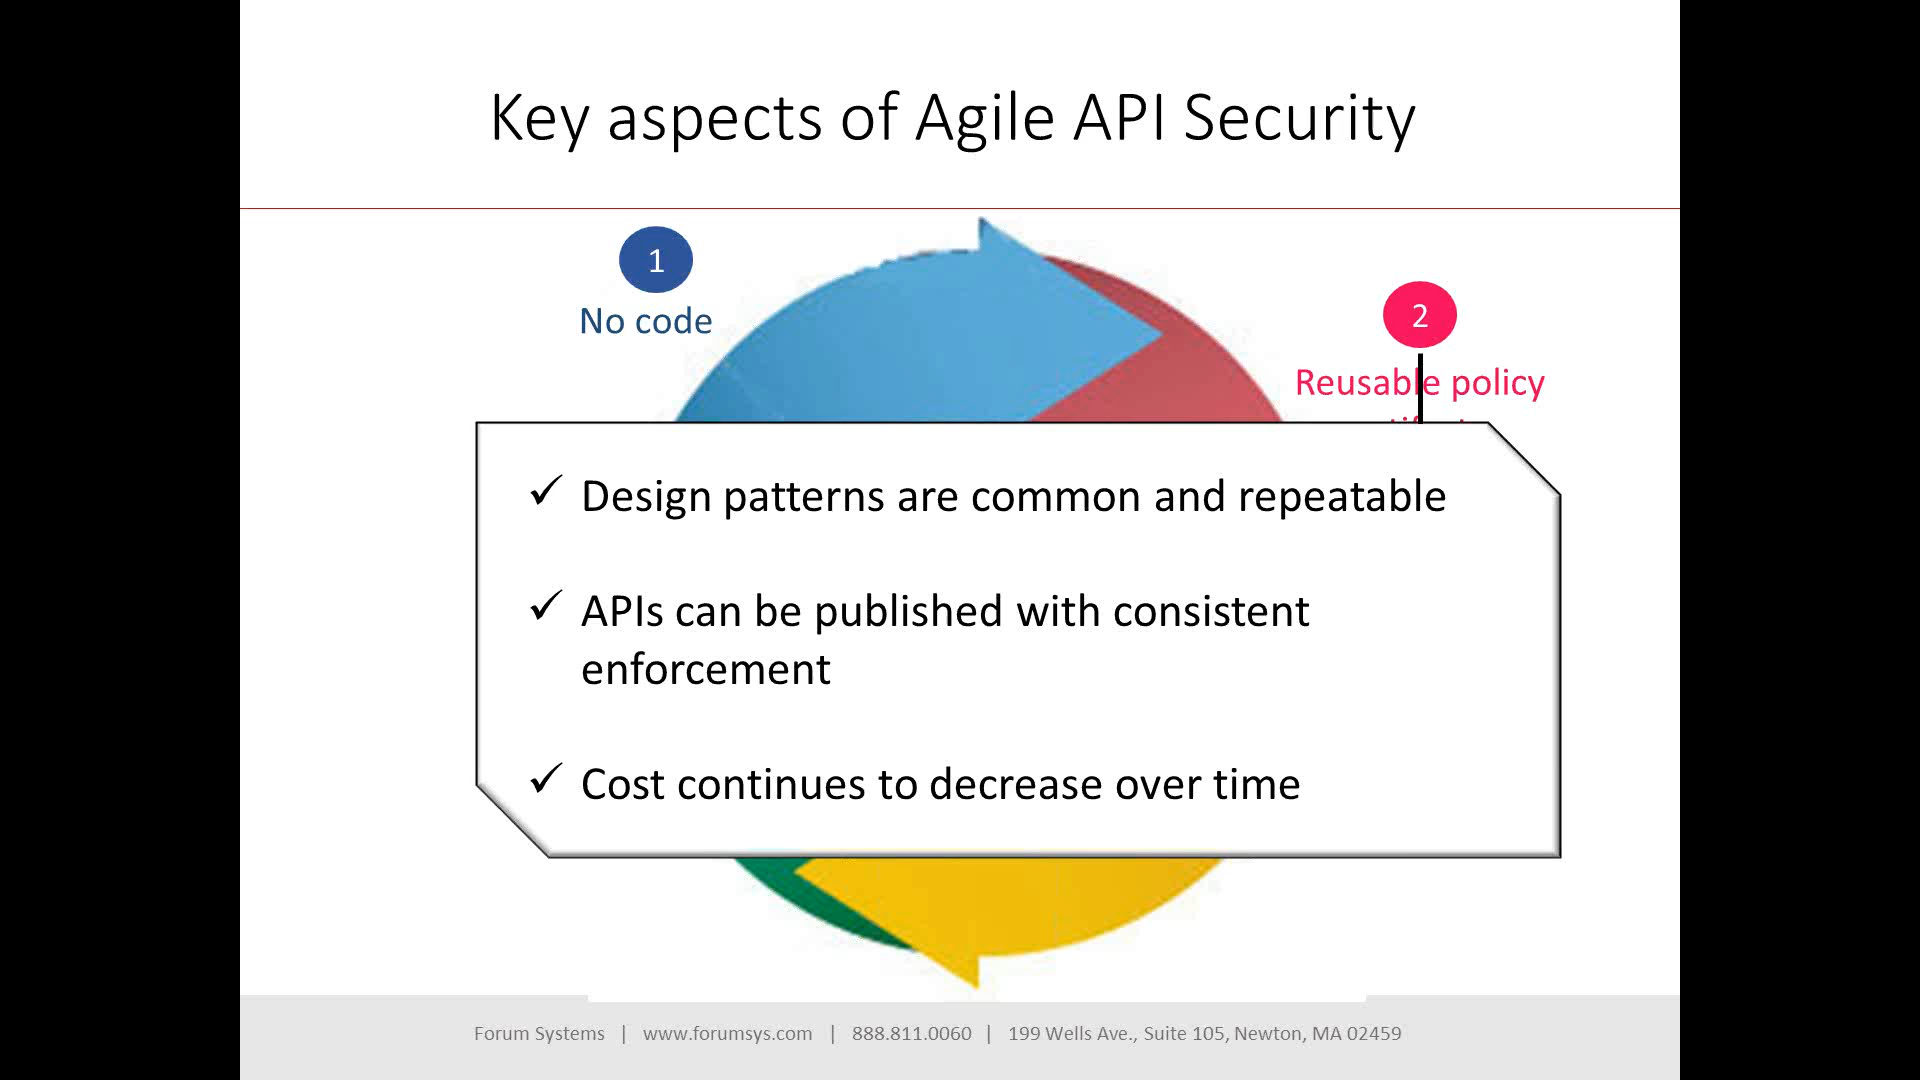 Key aspects of Agile API Security
1
No code
2
Reusable policy
✓ Design patterns are common and repeatable
✓ APIs can be published with consistent
enforcement
✓ Cost continues to decrease over time
Forum Systems | www.forumsys.com | 888.811.0060 | 199 Wells Ave., Suite 105, Newton, MA 02459